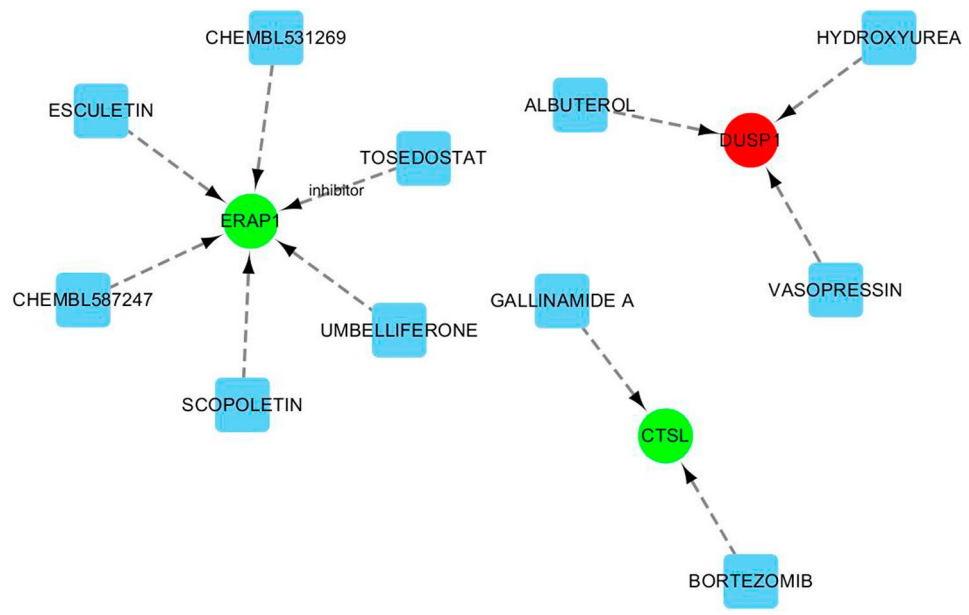 CHEMBL531269
ESCULETIN
TOSEDOSTAT
inhibitor
ERAP1
CHEMBL587247
UMBELLIFERONE
SCOPOLETIN
HYDROXYUREA
ALBUTEROL
DUSP1
VASOPRESSIN
GALLINAMIDE A
CTSL
BORTEZOMIB